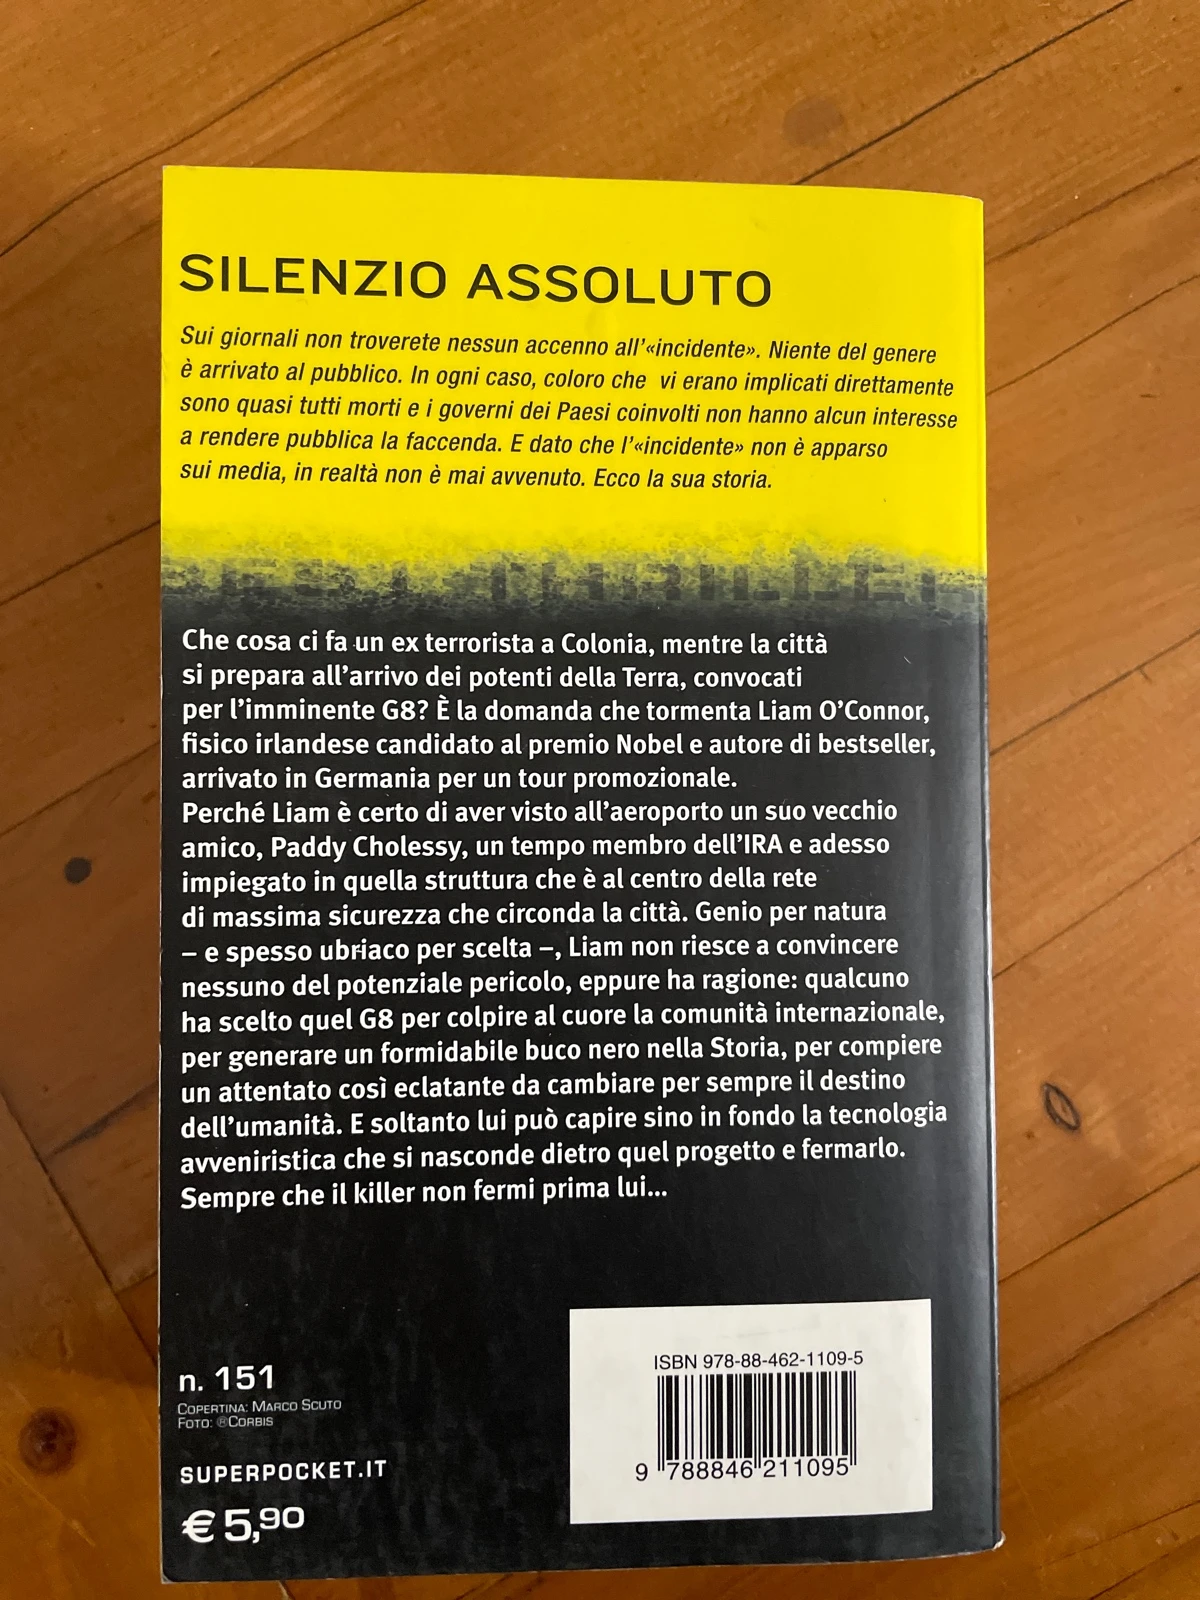 SILENZIO ASSOLUTO
Sui giornali non troverete nessun accenno all'«incidente». Niente del genere
è arrivato al pubblico. In ogni caso, coloro che vi erano implicati direttamente
sono quasi tutti morti e i governi dei Paesi coinvolti non hanno alcun interesse
a rendere pubblica la faccenda. E dato che l'«incidente» non è apparso
sui media, in realtà non è mai avvenuto. Ecco la sua storia.
BEST THRILLER
Che cosa ci fa un ex terrorista a Colonia, mentre la città
si prepara all'arrivo dei potenti della Terra, convocati
per l'imminente G8? È la domanda che tormenta Liam O'Connor,
fisico irlandese candidato al premio Nobel e autore di bestseller,
arrivato in Germania per un tour promozionale.
Perché Liam è certo di aver visto all'aeroporto un suo vecchio
amico, Paddy Cholessy, un tempo membro dell'IRA e adesso
impiegato in quella struttura che è al centro della rete
di massima sicurezza che circonda la città. Genio per natura
– e spesso ubriaco per scelta –, Liam non riesce a convincere
nessuno del potenziale pericolo, eppure ha ragione: qualcuno
ha scelto quel G8 per colpire al cuore la comunità internazionale,
per generare un formidabile buco nero nella Storia, per compiere
un attentato così eclatante da cambiare per sempre il destino
dell'umanità. E soltanto lui può capire sino in fondo la tecnologia
avveniristica che si nasconde dietro quel progetto e fermarlo.
Sempre che il killer non fermi prima lui...
n. 151
COPERTINA: MARCO SCUTO
FOTO: ®CORBIS
SUPERPOCKET.IT
€ 5,90
ISBN 978-88-462-1109-5
9 788846 211095